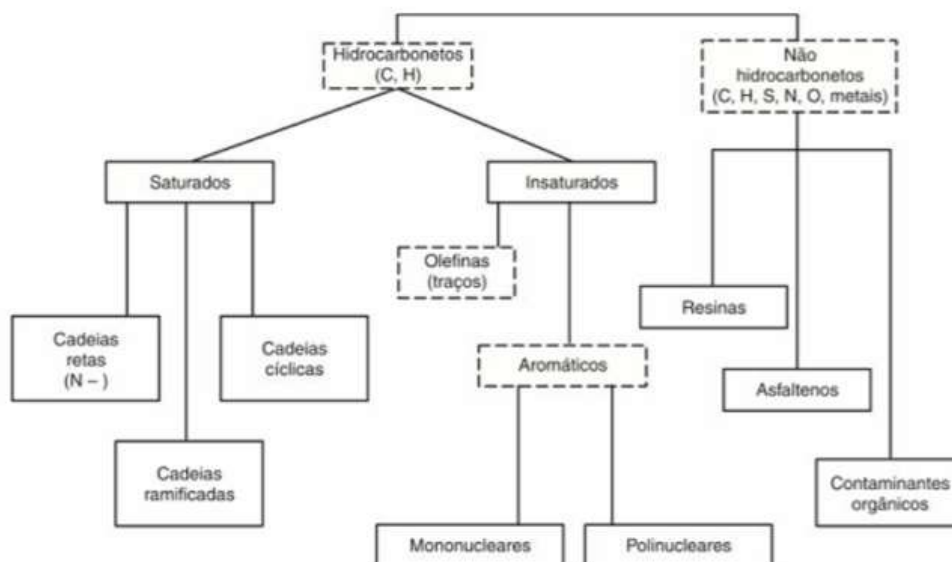 Hidrocarbonetos
(C, H)
Não
hidrocarbonetos
(C, H, S, N, O, metais)
Saturados
Insaturados
Olefinas
(traços)
Resinas
Cadeias
retas
(N – )
Cadeias
cíclicas
Aromáticos
Asfaltenos
Cadeias
ramificadas
Contaminantes
orgânicos
Mononucleares
Polinucleares